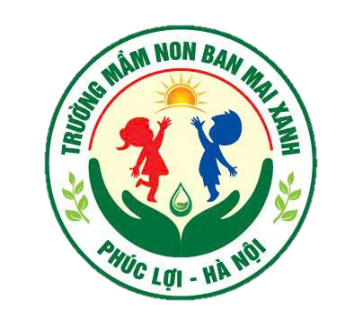 TRƯỜNG MẦM NON BAN MAI XANH
PHÚC LỢI - HÀ NỘI